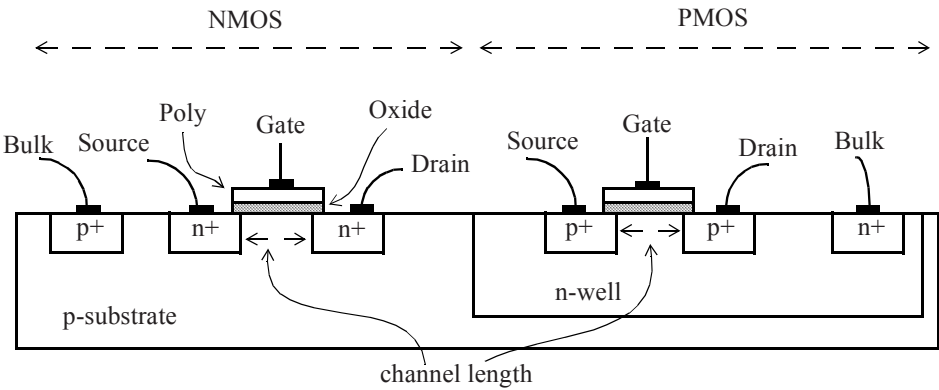 NMOS
PMOS
Poly
Oxide
Gate
Gate
Bulk
Source
Drain
Source
Drain
Bulk
p+
n+
n+
p+
p+
n+
n-well
p-substrate
channel length